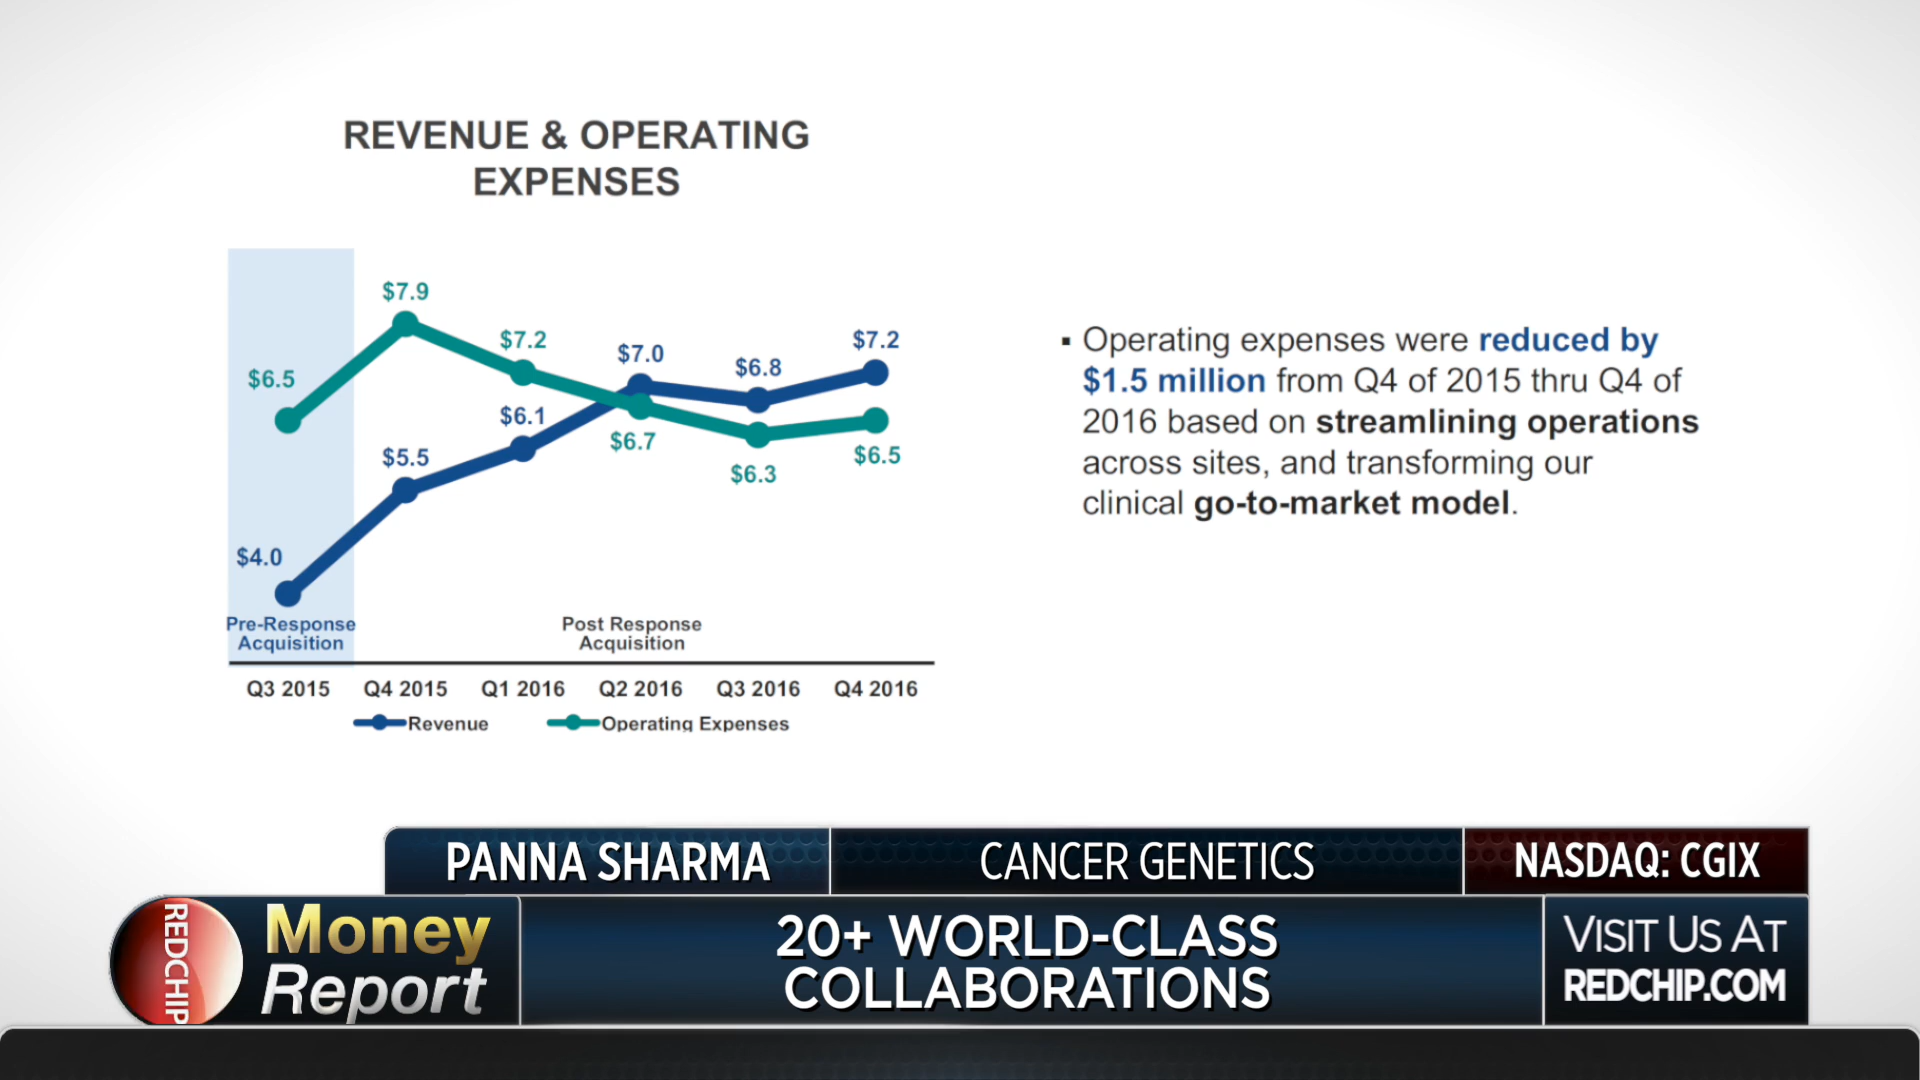 REVENUE & OPERATING
EXPENSES
$7.9
$7.2
$7.0
$6.8
$7.2
$6.5
$6.1
$5.5
$6.7
$6.3
$6.5
$4.0
Pre-Response
Acquisition
Post Response
Acquisition
Q3 2015 Q4 2015 Q1 2016 Q2 2016 Q3 2016 Q4 2016
Revenue Operating Expenses
▪ Operating expenses were reduced by
$1.5 million from Q4 of 2015 thru Q4 of
2016 based on streamlining operations
across sites, and transforming our
clinical go-to-market model.
PANNA SHARMA CANCER GENETICS NASDAQ: CGIX
REDCHIP
Money
Report
20+ WORLD-CLASS
COLLABORATIONS
VISIT US AT
REDCHIP.COM